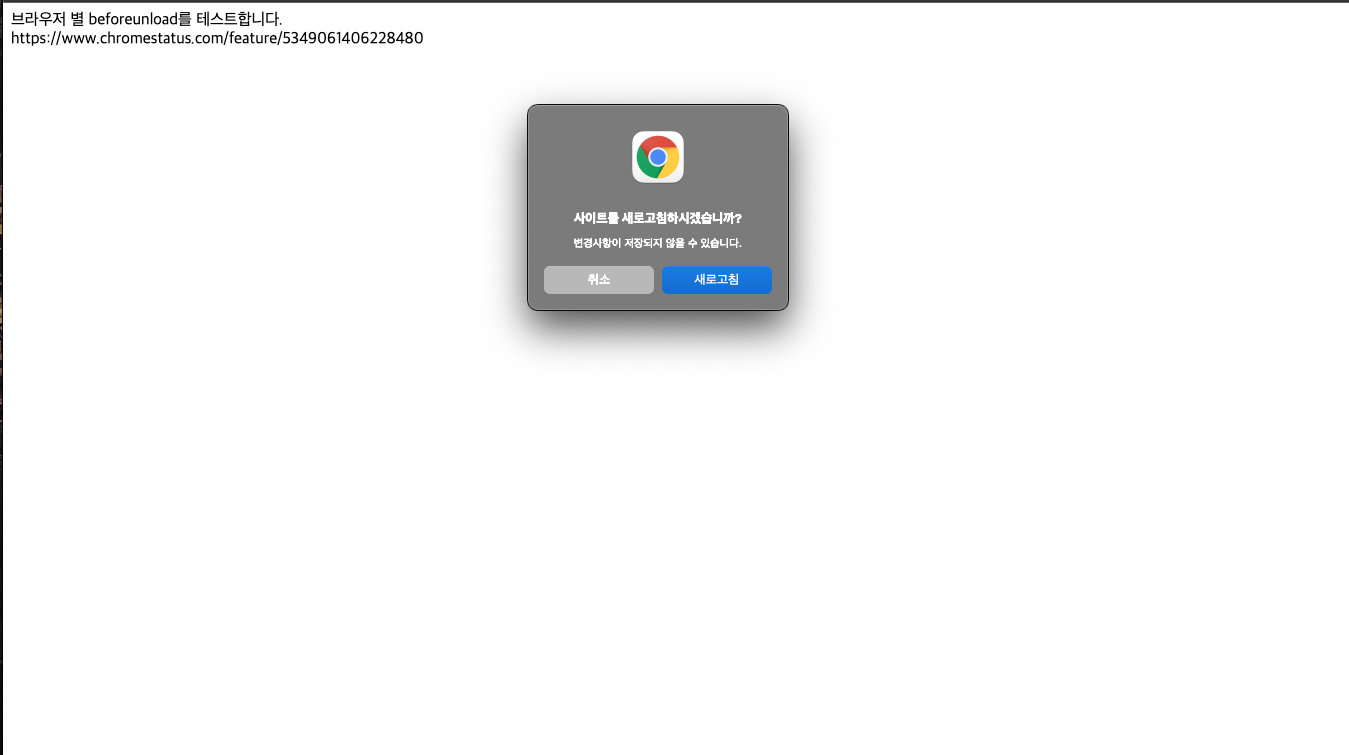 브라우저 별 beforeunload를 테스트합니다.
https://www.chromestatus.com/feature/5349061406228480
사이트를 새로고침하시겠습니까?
변경사항이 저장되지 않을 수 있습니다.
취소
새로고침